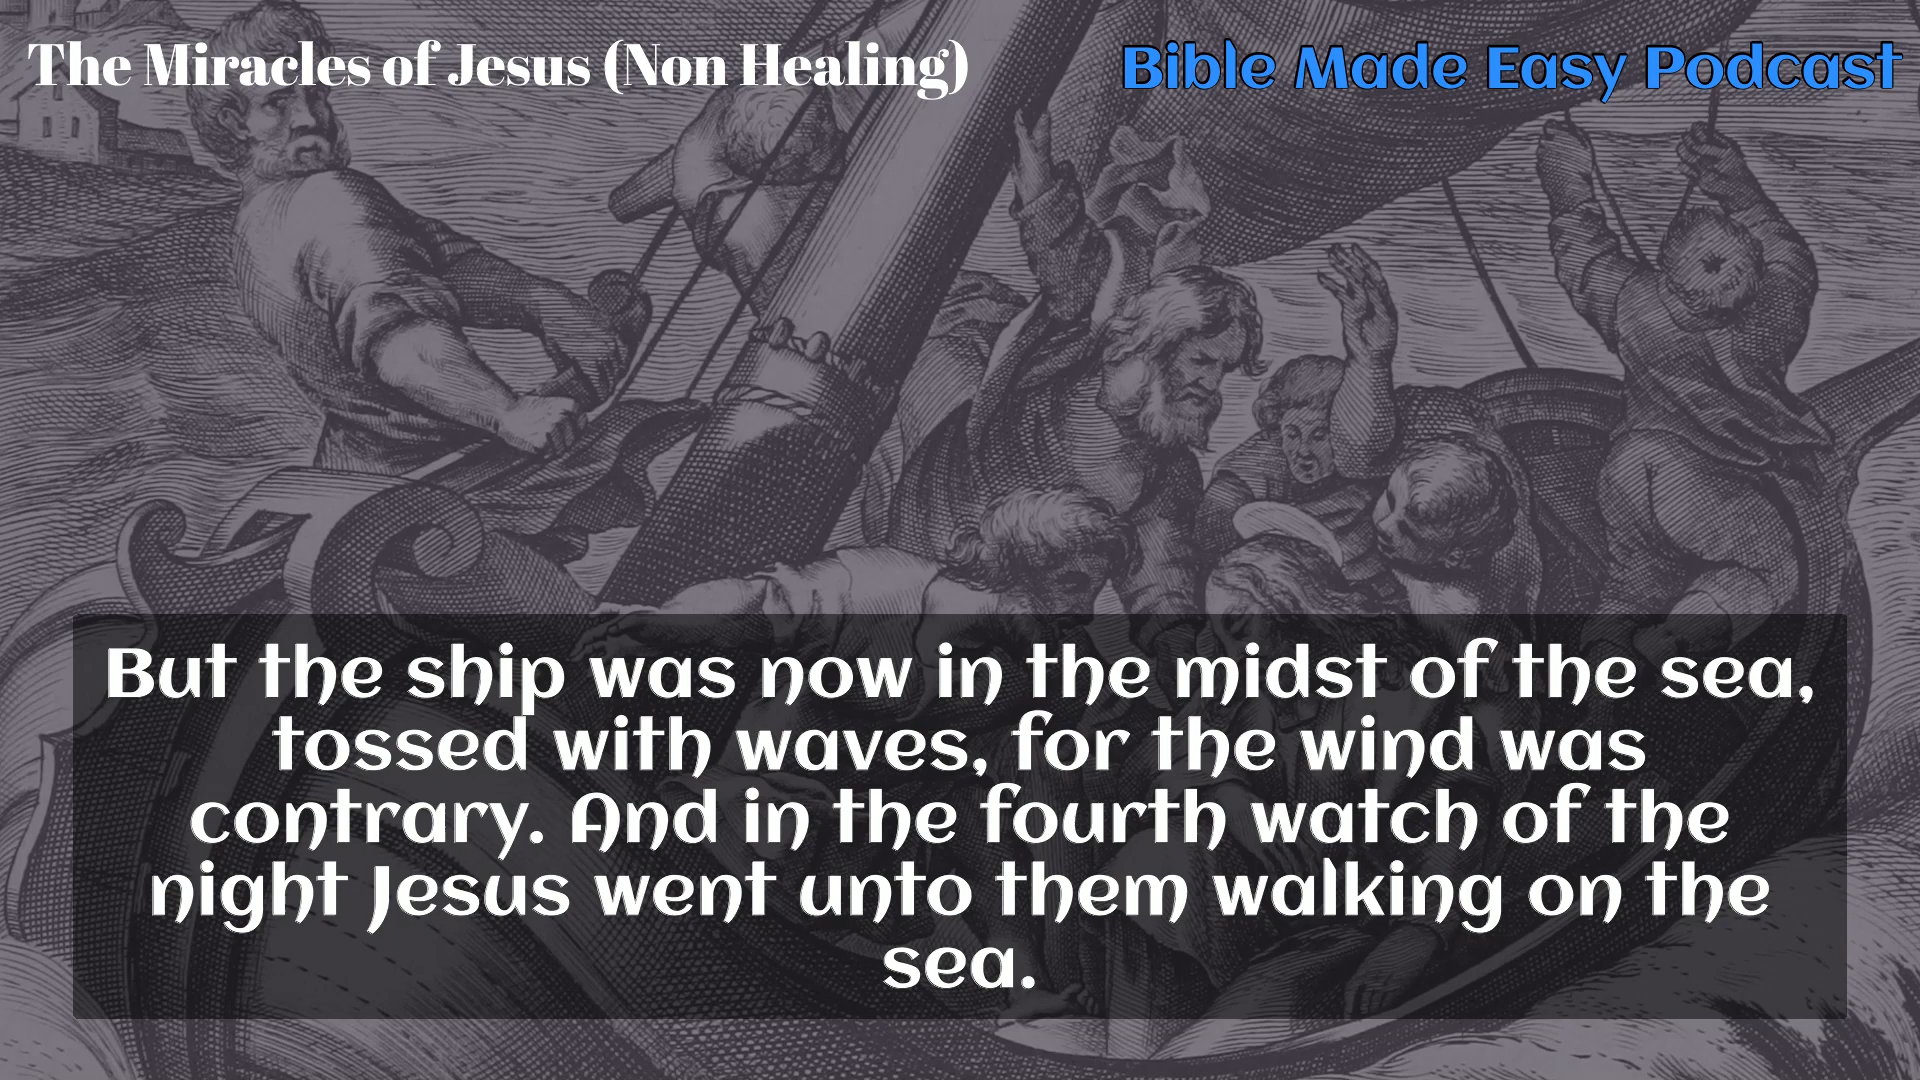 The Miracles of Jesus (Non Healing)
Bible Made Easy Podcast
But the ship was now in the midst of the sea,
tossed with waves, for the wind was
contrary. And in the fourth watch of the
night Jesus went unto them walking on the
sea.